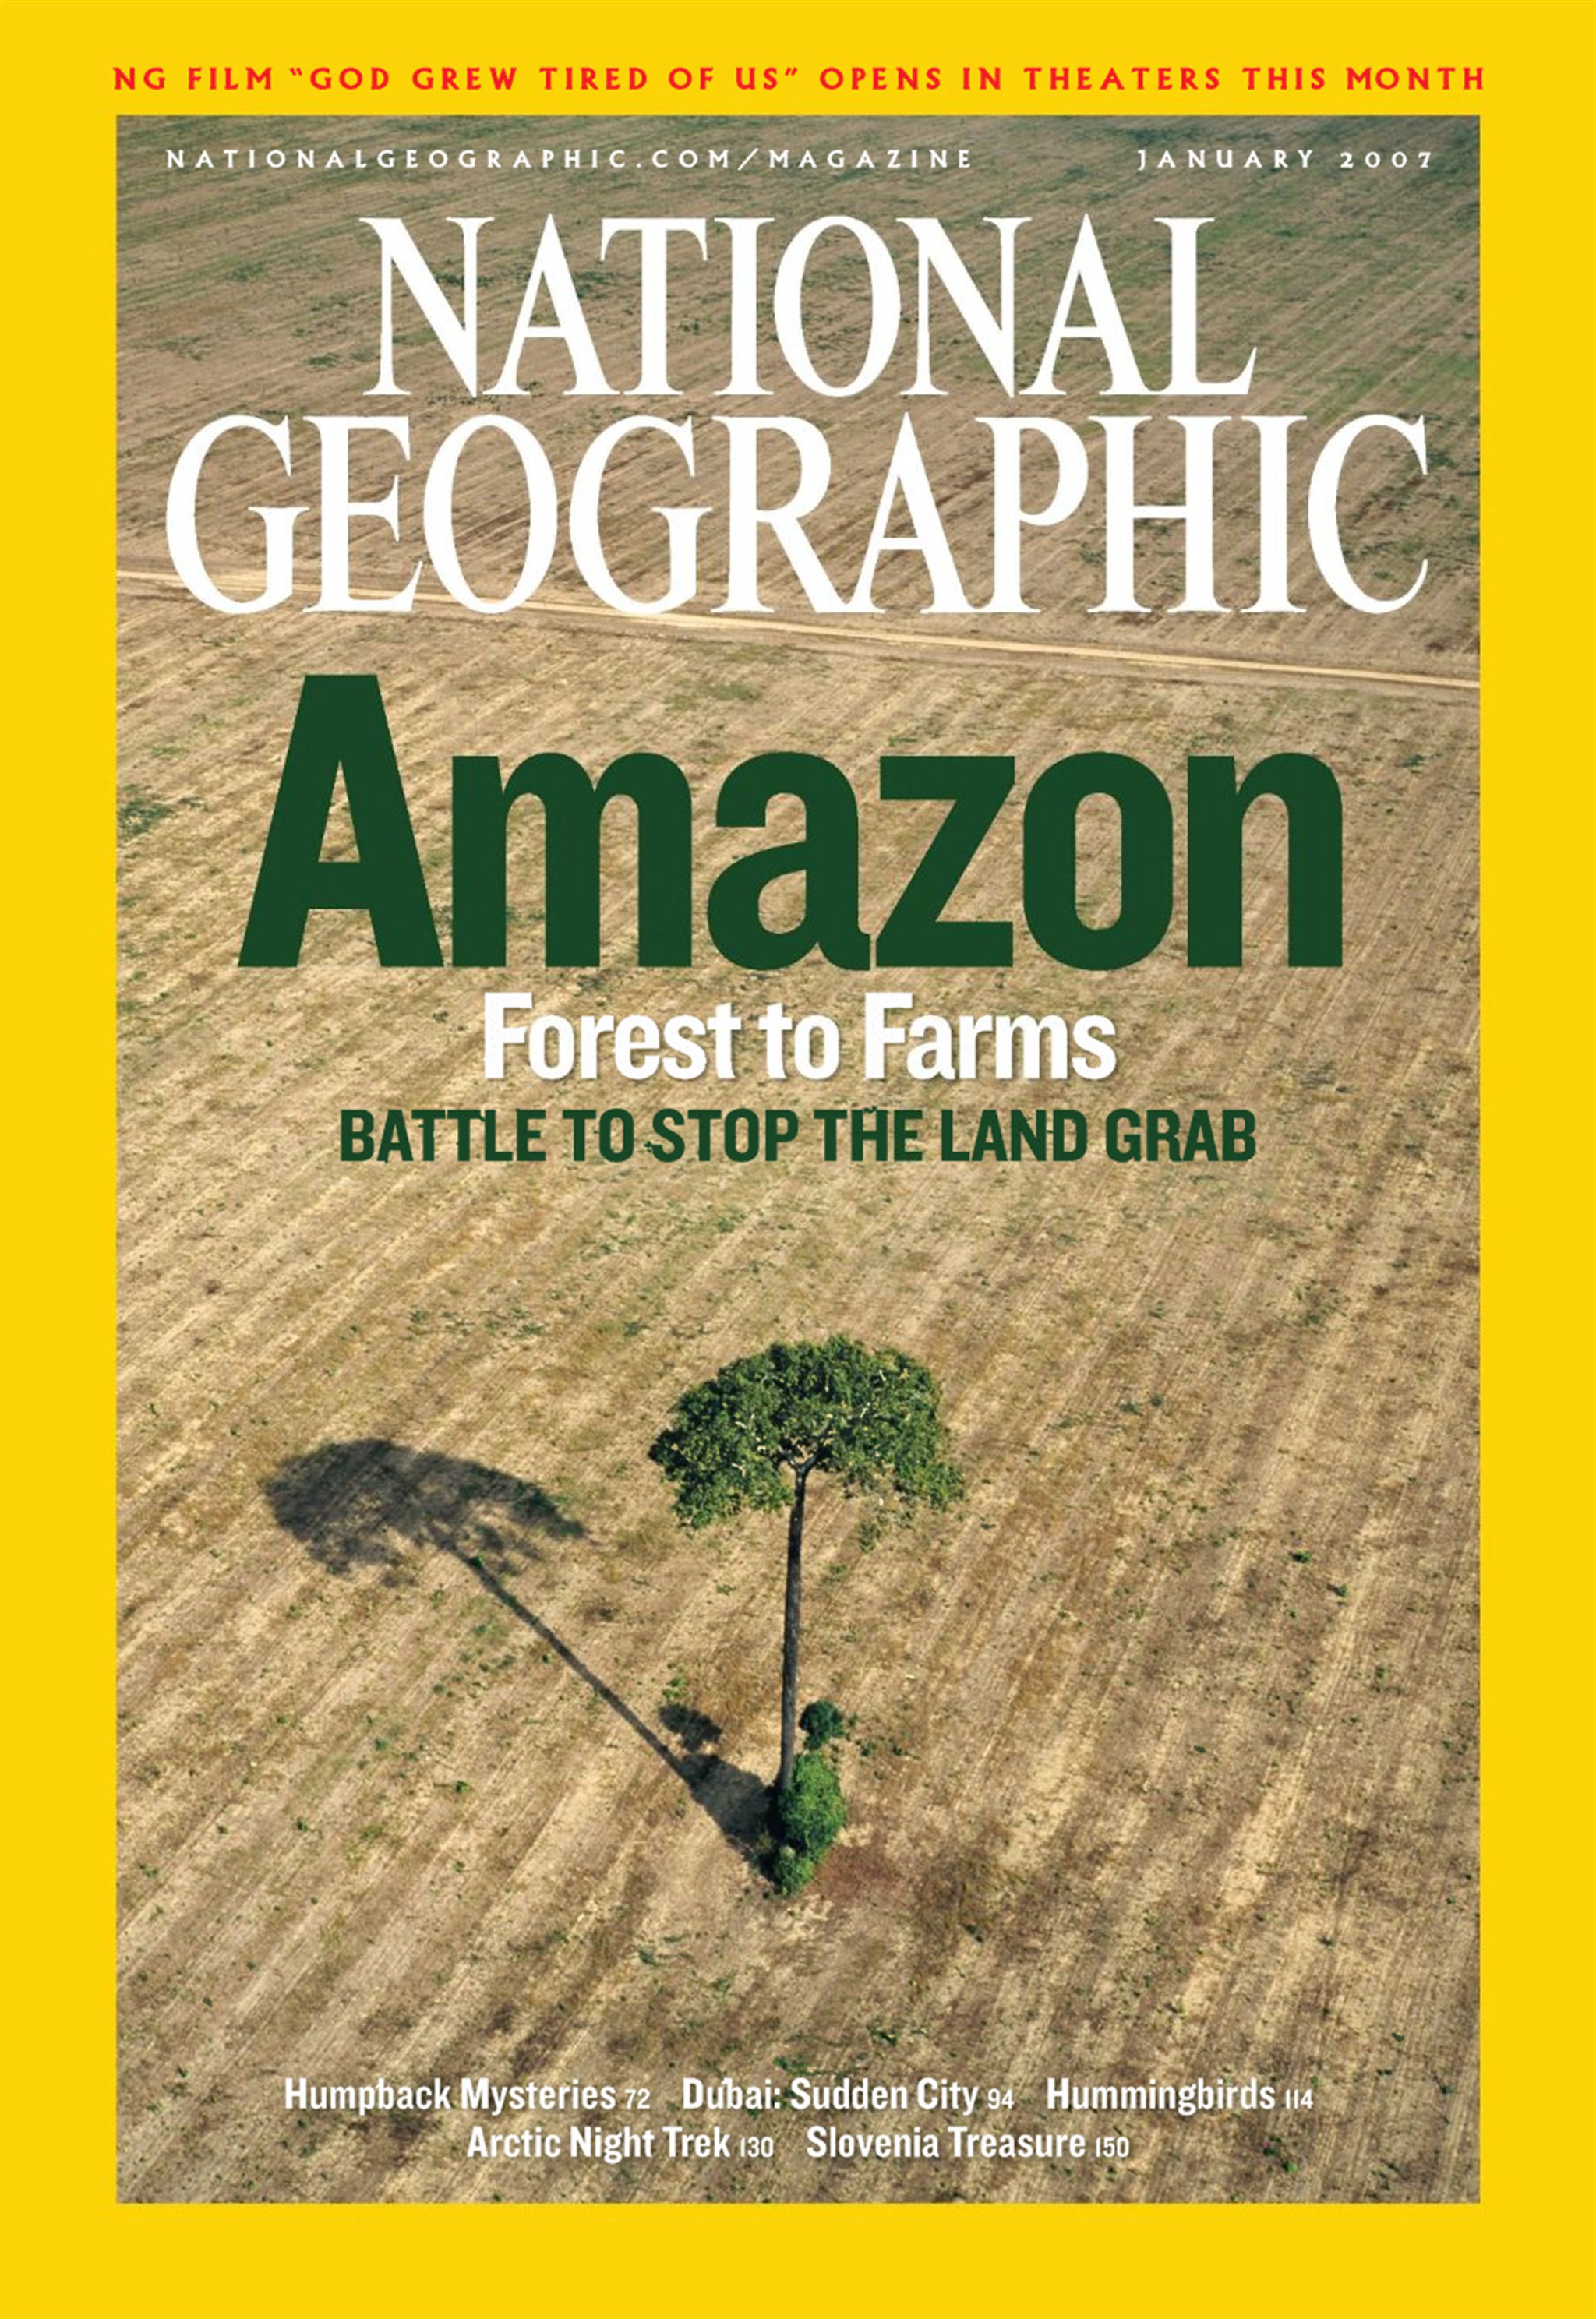 NG FILM “GOD GREW TIRED OF US” OPENS IN THEATERS THIS MONTH
NATIONALGEOGRAPHIC.COM/MAGAZINE JANUARY 2007
NATIONAL
GEOGRAPHIC
Amazon
Forest to Farms
BATTLE TO STOP THE LAND GRAB
Humpback Mysteries 72 Dubai: Sudden City 94 Hummingbirds 114
Arctic Night Trek 130 Slovenia Treasure 150